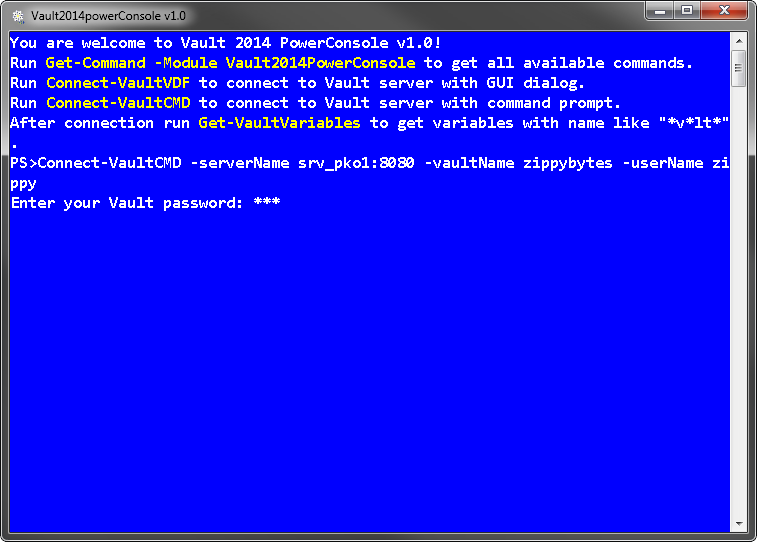 Vault2014powerConsole v1.0
You are welcome to Vault 2014 PowerConsole v1.0!
Run Get-Command -Module Vault2014PowerConsole to get all available commands.
Run Connect-VaultVDF to connect to Vault server with GUI dialog.
Run Connect-VaultCMD to connect to Vault server with command prompt.
After connection run Get-VaultVariables to get variables with name like "*v*lt*"
.
PS>Connect-VaultCMD -serverName srv_pko1:8080 -vaultName zippybytes -userName zi
ppy
Enter your Vault password: ***